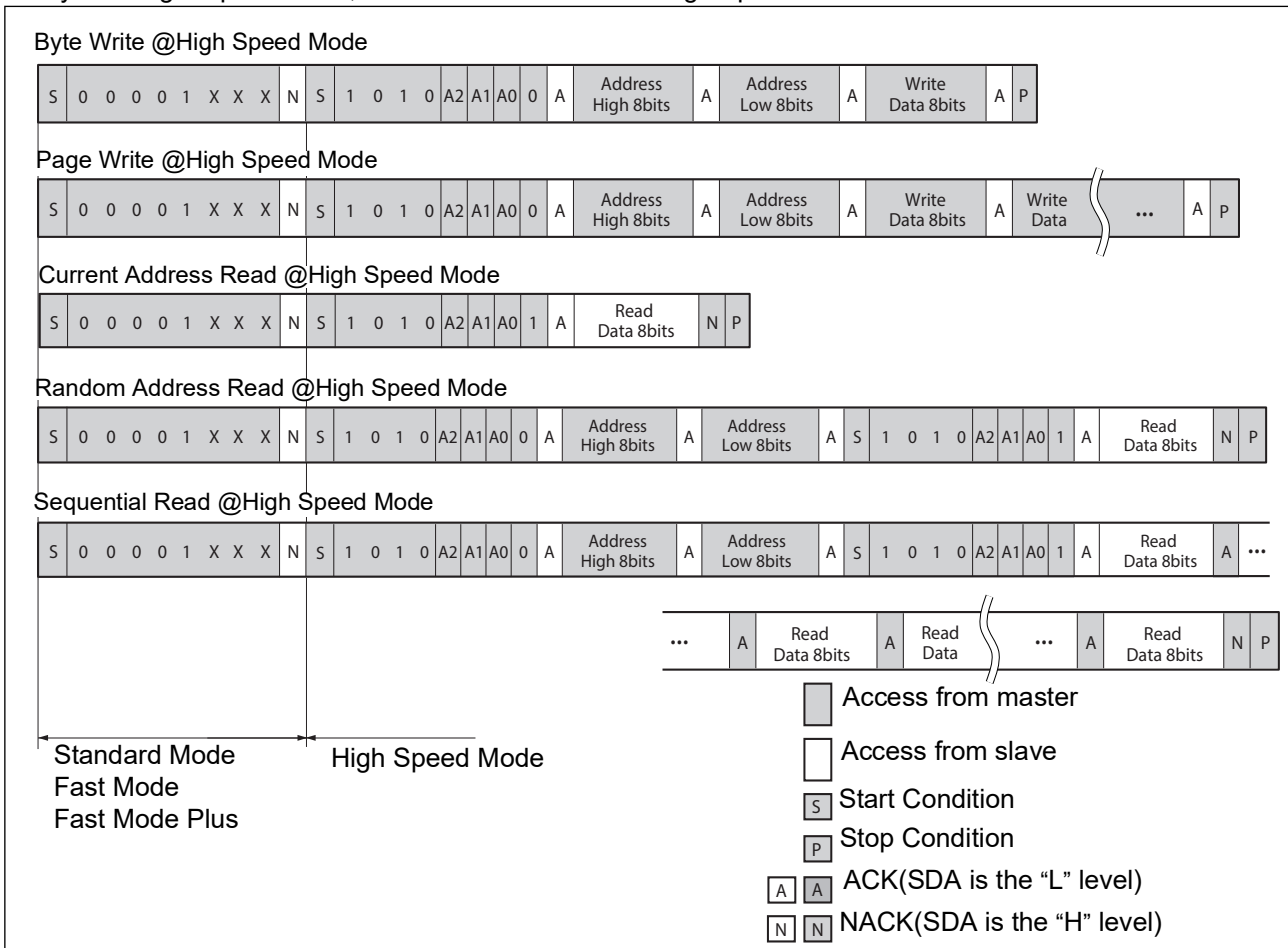 Byte Write @High Speed Mode
S 0 0 0 0 1 X X X N S 1 0 1 0 A2 A1 A0 0 A Address High 8bits A Address Low 8bits A Write Data 8bits A P
Page Write @High Speed Mode
S 0 0 0 0 1 X X X N S 1 0 1 0 A2 A1 A0 0 A Address High 8bits A Address Low 8bits A Write Data 8bits A Write Data ... A P
Current Address Read @High Speed Mode
S 0 0 0 0 1 X X X N S 1 0 1 0 A2 A1 A0 1 A Read Data 8bits N P
Random Address Read @High Speed Mode
S 0 0 0 0 1 X X X N S 1 0 1 0 A2 A1 A0 0 A Address High 8bits A Address Low 8bits A S 1 0 1 0 A2 A1 A0 1 A Read Data 8bits N P
Sequential Read @High Speed Mode
S 0 0 0 0 1 X X X N S 1 0 1 0 A2 A1 A0 0 A Address High 8bits A Address Low 8bits A S 1 0 1 0 A2 A1 A0 1 A Read Data 8bits A ...
... A Read Data 8bits A Read Data ... A Read Data 8bits N P
Standard Mode
Fast Mode
Fast Mode Plus
High Speed Mode
Access from master
Access from slave
S Start Condition
P Stop Condition
A A ACK(SDA is the “L” level)
N N NACK(SDA is the “H” level)